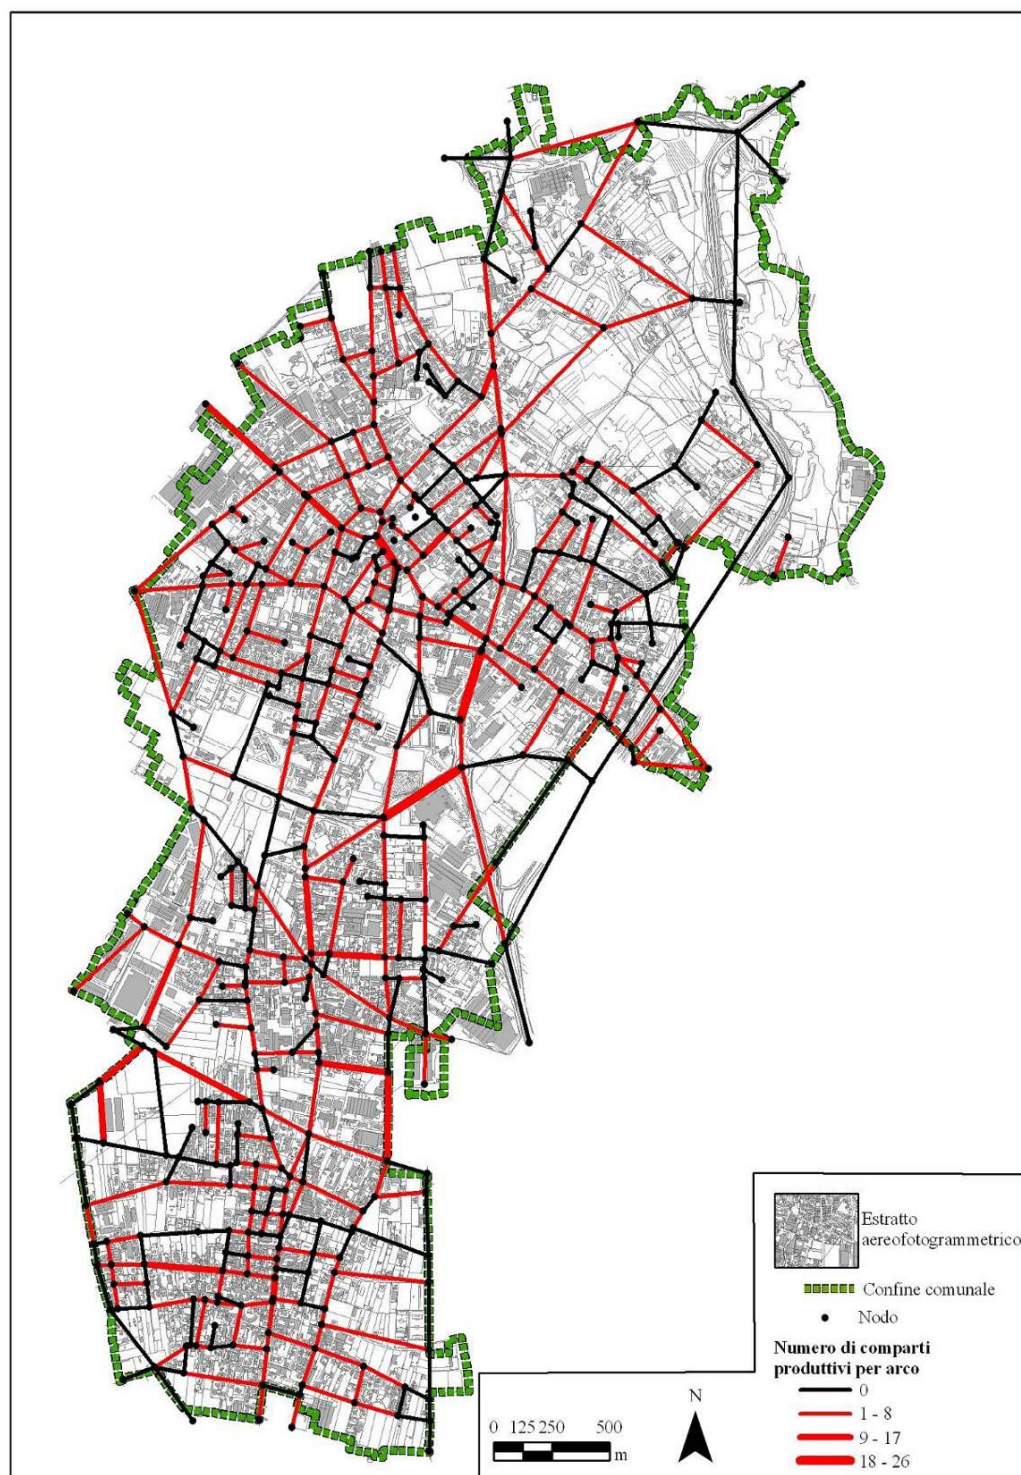 Estratto
aereofotogrammetrico
Confine comunale
Nodo
Numero di comparti
produttivi per arco
0
1 - 8
9 - 17
18 - 26
N
0 125 250 500
m